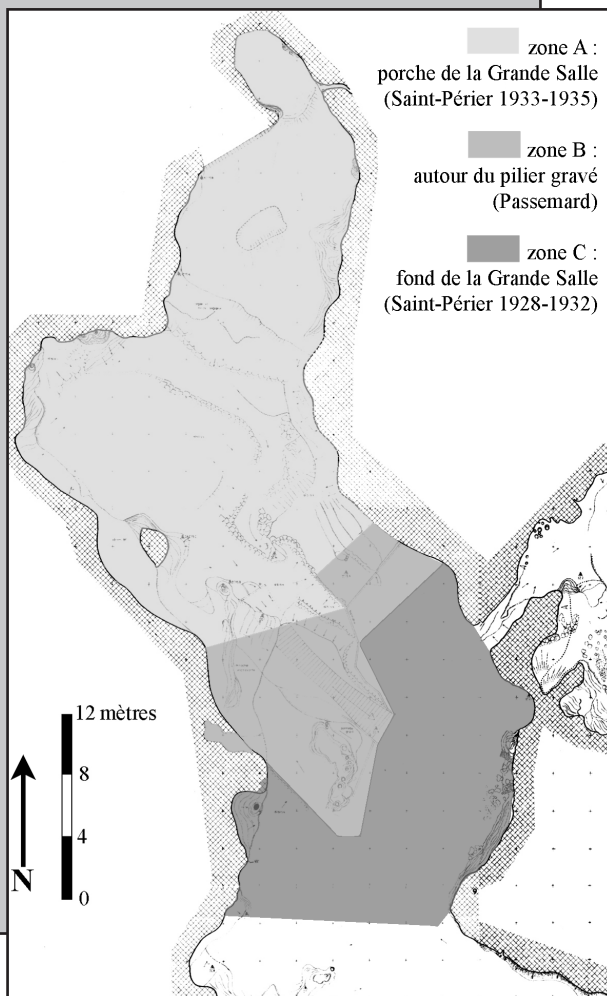 zone A :
porche de la Grande Salle
(Saint-Périer 1933-1935)
zone B :
autour du pilier gravé
(Passemard)
zone C :
fond de la Grande Salle
(Saint-Périer 1928-1932)
12 mètres
8
4
0
N